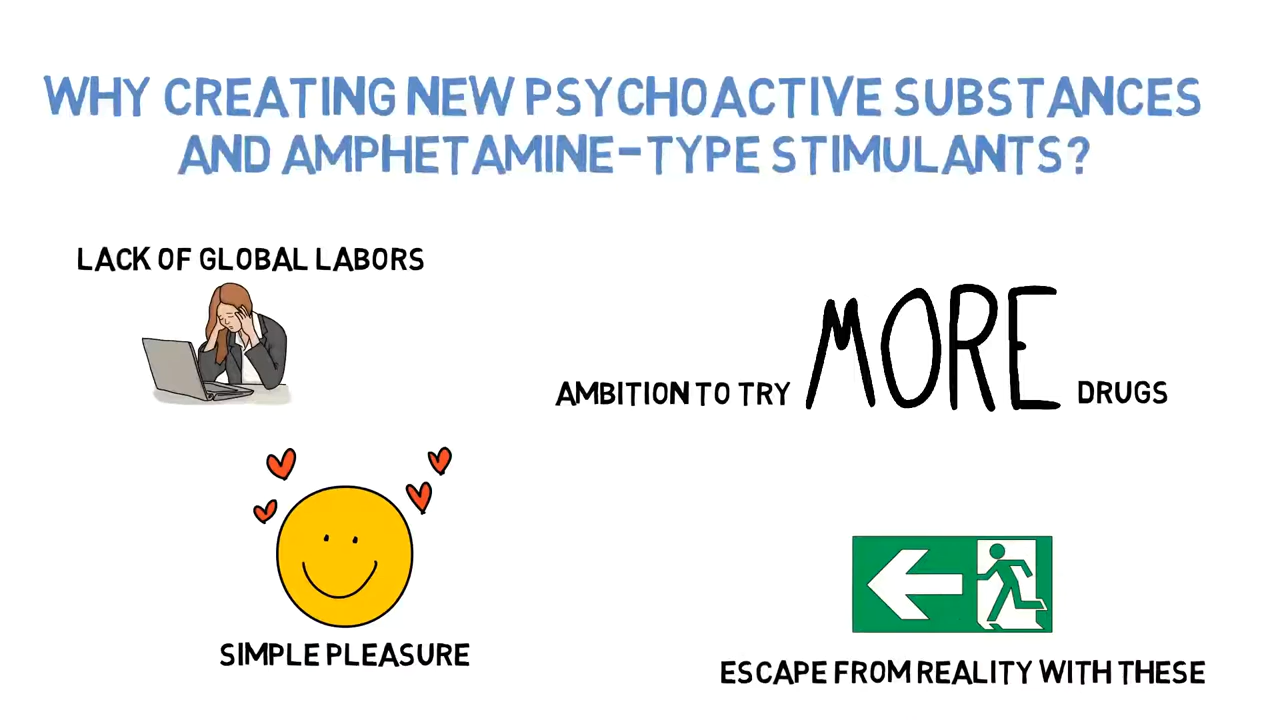 WHY CREATING NEW PSYCHOACTIVE SUBSTANCES
AND AMPHETAMINE-TYPE STIMULANTS?
LACK OF GLOBAL LABORS
AMBITION TO TRY MORE DRUGS
SIMPLE PLEASURE
ESCAPE FROM REALITY WITH THESE